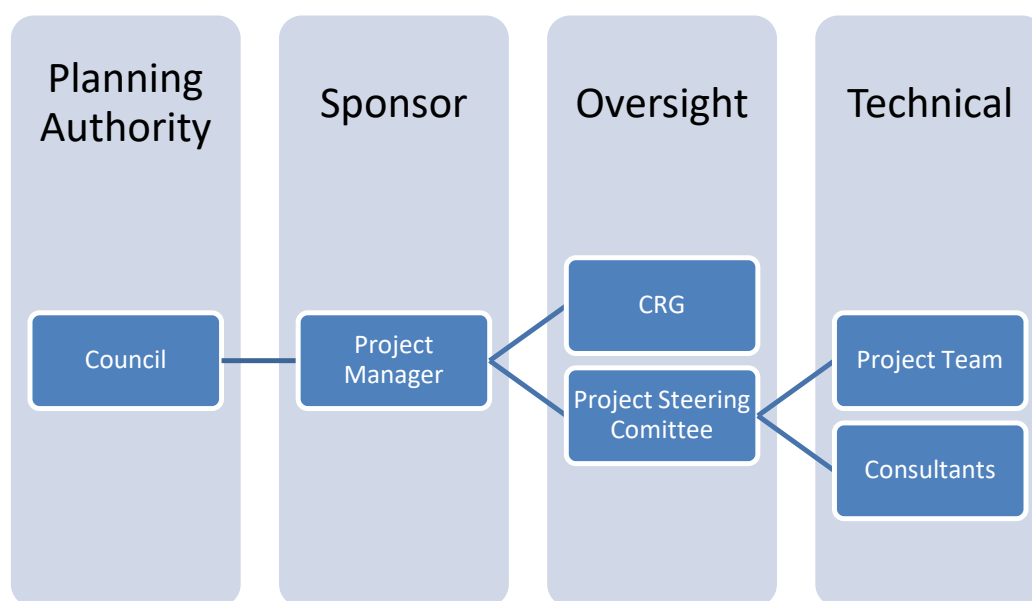 Planning
Authority
Sponsor
Oversight
Technical
Council
Project
Manager
CRG
Project Steering
Comittee
Project Team
Consultants